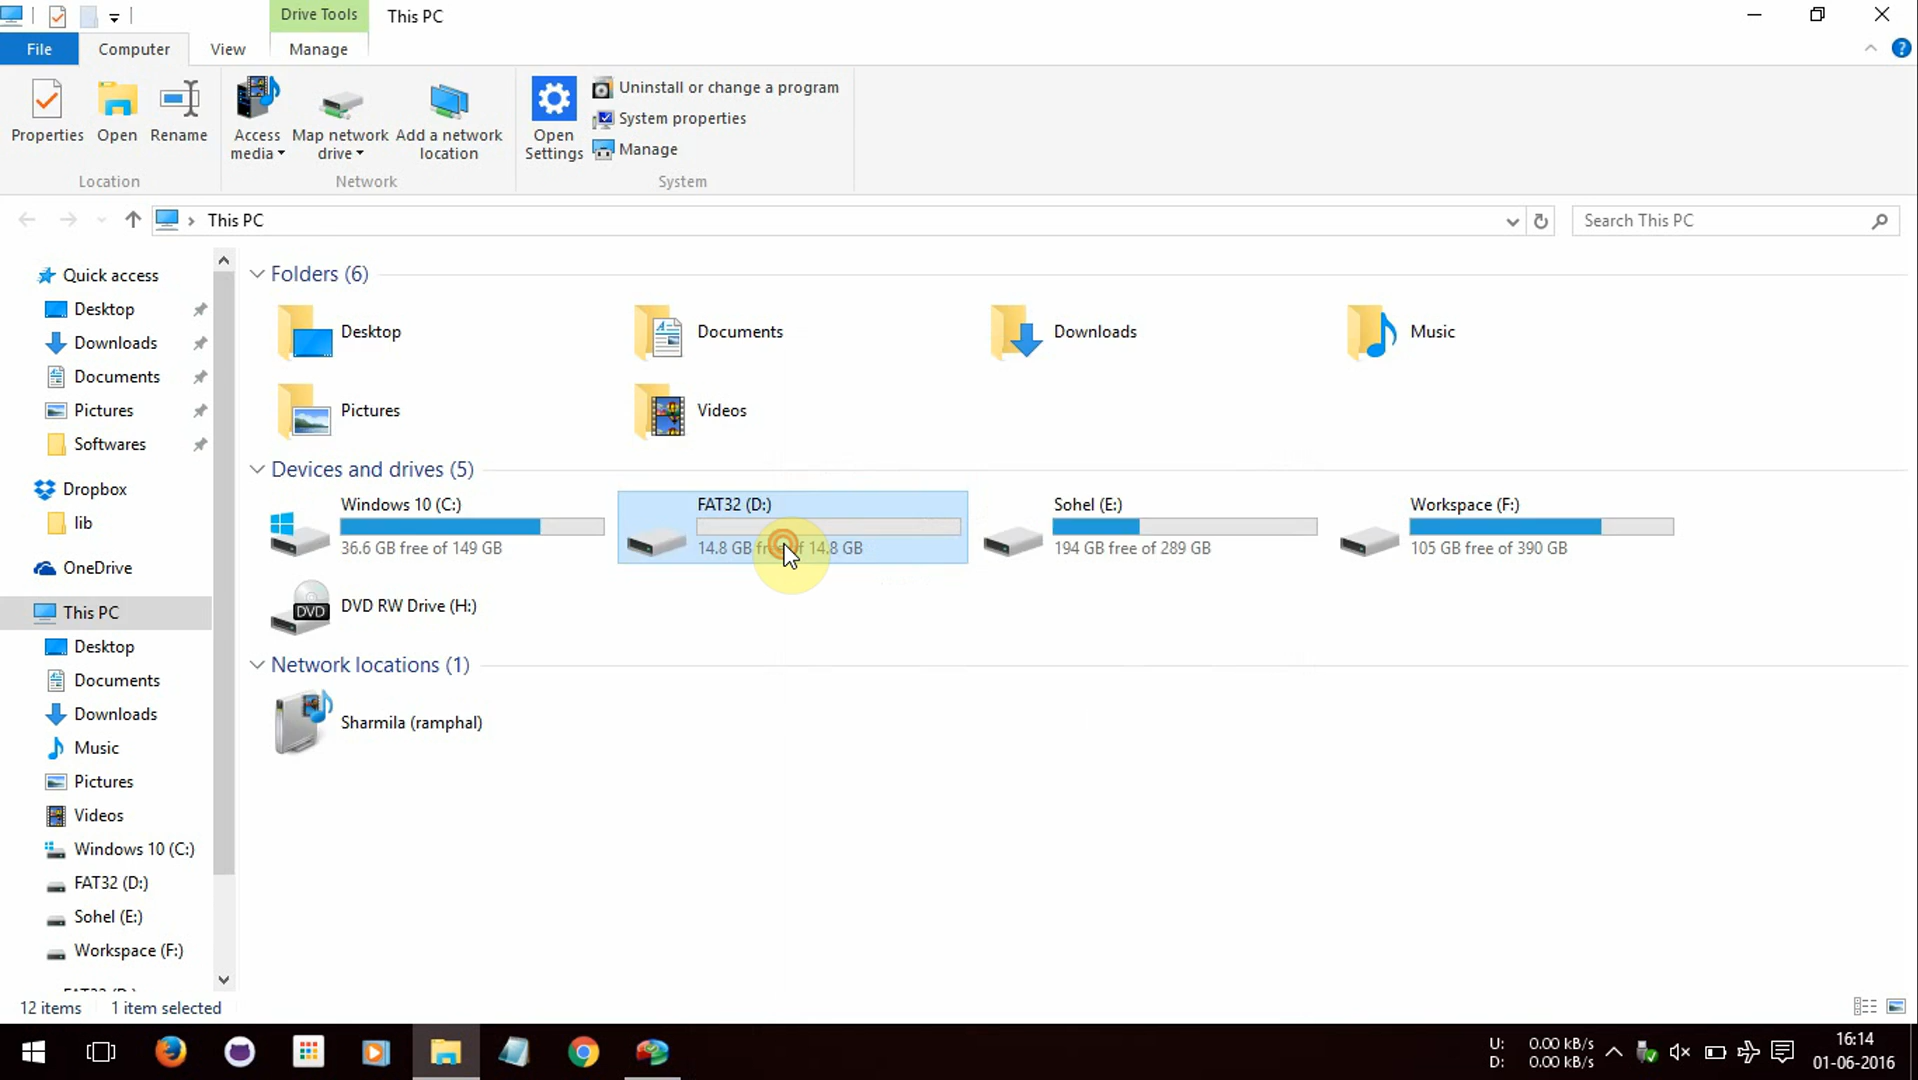 Drive Tools
This PC
File
Computer
View
Manage
Properties
Open
Rename
Access media
Map network drive
Add a network location
Open Settings
Uninstall or change a program
System properties
Manage
Location
Network
System
This PC
Search This PC
Quick access
Desktop
Downloads
Documents
Pictures
Softwares
Dropbox
lib
OneDrive
This PC
Desktop
Documents
Downloads
Music
Pictures
Videos
Windows 10 (C:)
FAT32 (D:)
Sohel (E:)
Workspace (F:)
Folders (6)
Desktop
Documents
Downloads
Music
Pictures
Videos
Devices and drives (5)
Windows 10 (C:)
36.6 GB free of 149 GB
FAT32 (D:)
14.8 GB free of 14.8 GB
Sohel (E:)
194 GB free of 289 GB
Workspace (F:)
105 GB free of 390 GB
DVD
DVD RW Drive (H:)
Network locations (1)
Sharmila (ramphal)
12 items
1 item selected
U: 0.00 kB/s
D: 0.00 kB/s
16:14
01-06-2016